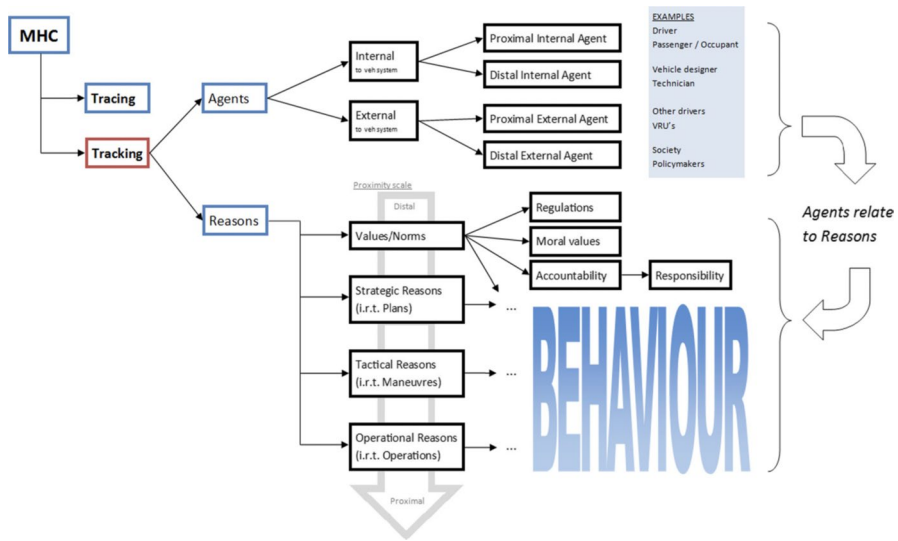 MHC
Tracing
Tracking
Agents
Reasons
Internal
to veh system
External
to veh system
Proximal Internal Agent
Distal Internal Agent
Proximal External Agent
Distal External Agent
EXAMPLES
Driver
Passenger / Occupant
Vehicle designer
Technician
Other drivers
VRU's
Society
Policymakers
Agents relate
to Reasons
Proximity scale
Distal
Values/Norms
Strategic Reasons
(i.r.t. Plans)
Tactical Reasons
(i.r.t. Maneuvres)
Operational Reasons
(i.r.t. Operations)
Proximal
Regulations
Moral values
Accountability
Responsibility
...
...
...
BEHAVIOUR